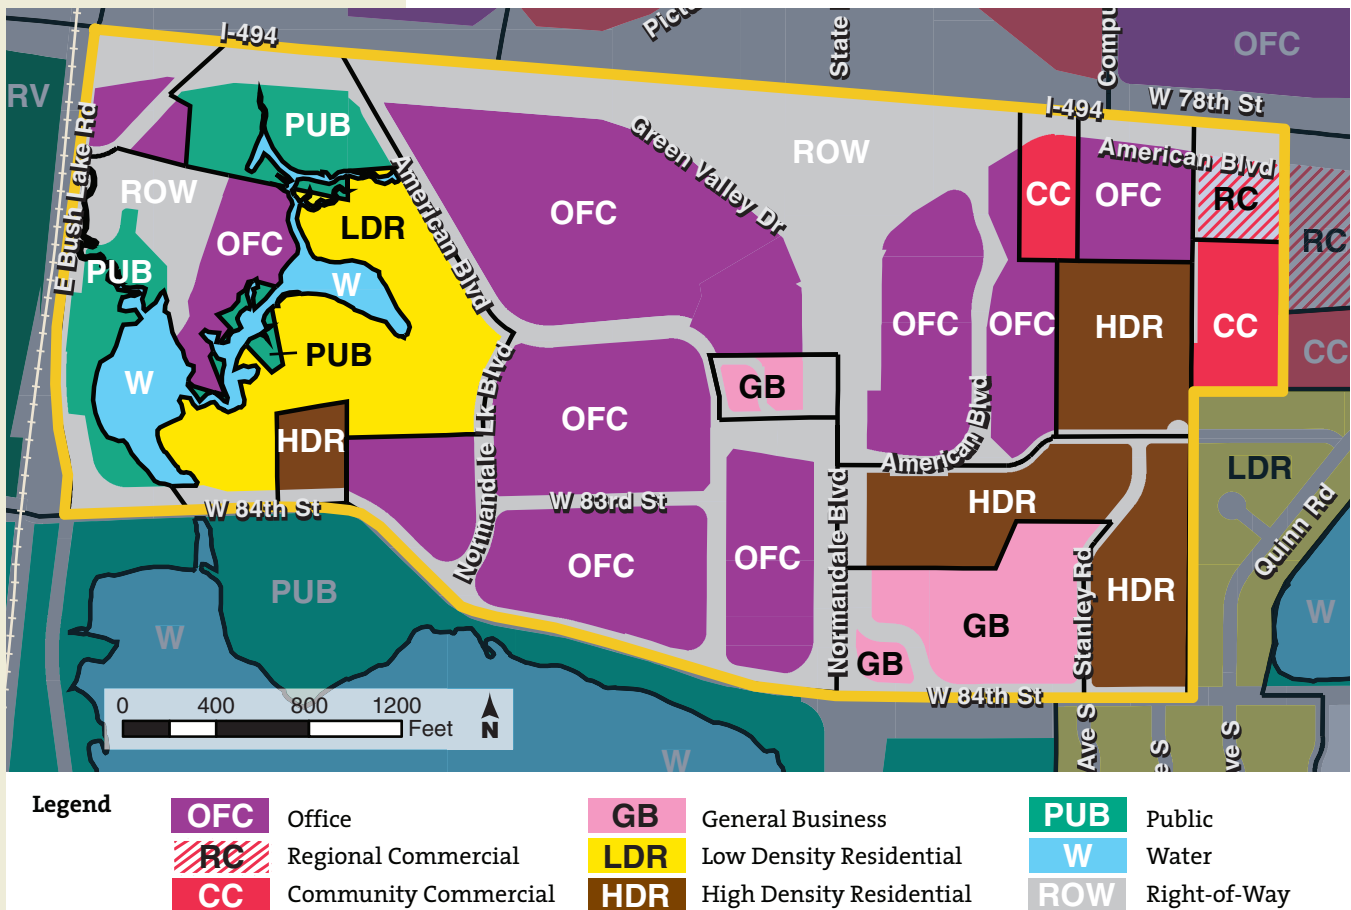 Pict
State
Compu
OFC
I-494
W 78th St
I-494
RV
PUB
Green Valley Dr
ROW
American Blvd
E Bush Lake Rd
ROW
LDR
American Blvd
OFC
CC
OFC
RC
RC
OFC
PUB
W
OFC
OFC
HDR
CC
CC
PUB
W
GB
Normandale Lk Blvd
OFC
American Blvd
HDR
LDR
W 84th St
W 83rd St
Normandale Blvd
HDR
Quinn Rd
OFC
OFC
Stanley Rd
HDR
PUB
W
GB
W
GB
W 84th St
0 400 800 1200
Feet
N
W
Ave S
e S
ve S
Legend
OFC Office
GB General Business
PUB Public
RC Regional Commercial
LDR Low Density Residential
W Water
CC Community Commercial
HDR High Density Residential
ROW Right-of-Way